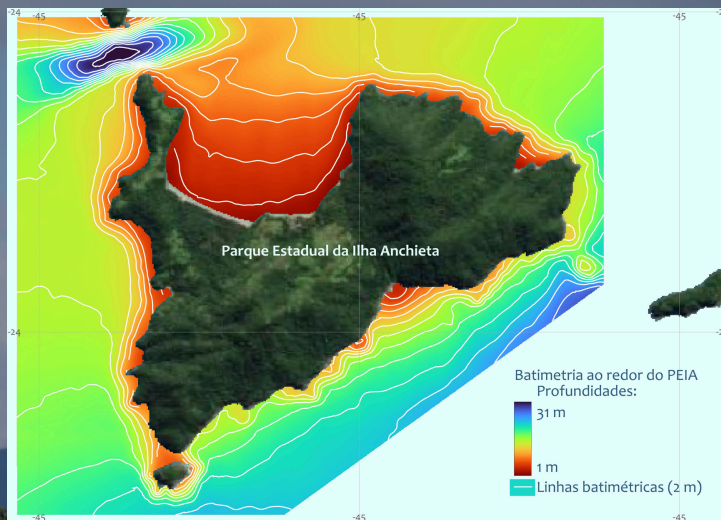 -24
-45
-45
-45
Parque Estadual da Ilha Anchieta
-24
-24
Batimetria ao redor do PEIA
Profundidades:
31 m
1 m
Linhas batimétricas (2 m)
-45
-45
-45